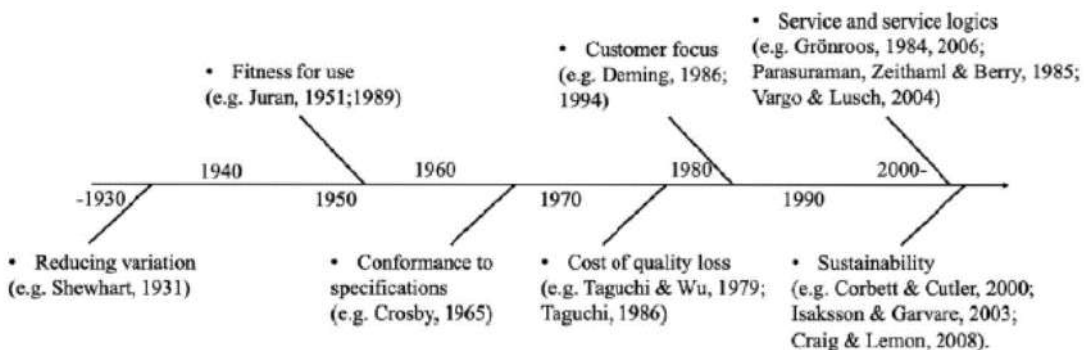 • Service and service logics
(e.g. Grönroos, 1984, 2006;
Parasuraman, Zeithaml & Berry, 1985;
Vargo & Lusch, 2004)
• Customer focus
(e.g. Deming, 1986;
1994)
• Fitness for use
(e.g. Juran, 1951;1989)
1940
1960
1980
2000-
-1930
1950
1970
1990
• Reducing variation
(e.g. Shewhart, 1931)
• Conformance to
specifications
(e.g. Crosby, 1965)
• Cost of quality loss
(e.g. Taguchi & Wu, 1979;
Taguchi, 1986)
• Sustainability
(e.g. Corbett & Cutler, 2000;
Isaksson & Garvare, 2003;
Craig & Lemon, 2008).